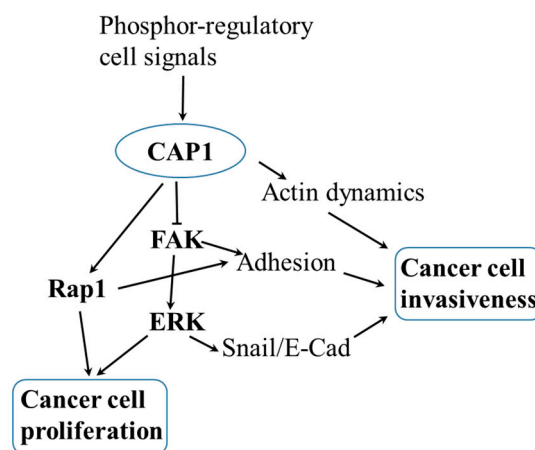 Phosphor-regulatory
cell signals
CAP1
Actin dynamics
FAK
Adhesion
Cancer cell
invasiveness
Rap1
ERK
Snail/E-Cad
Cancer cell
proliferation